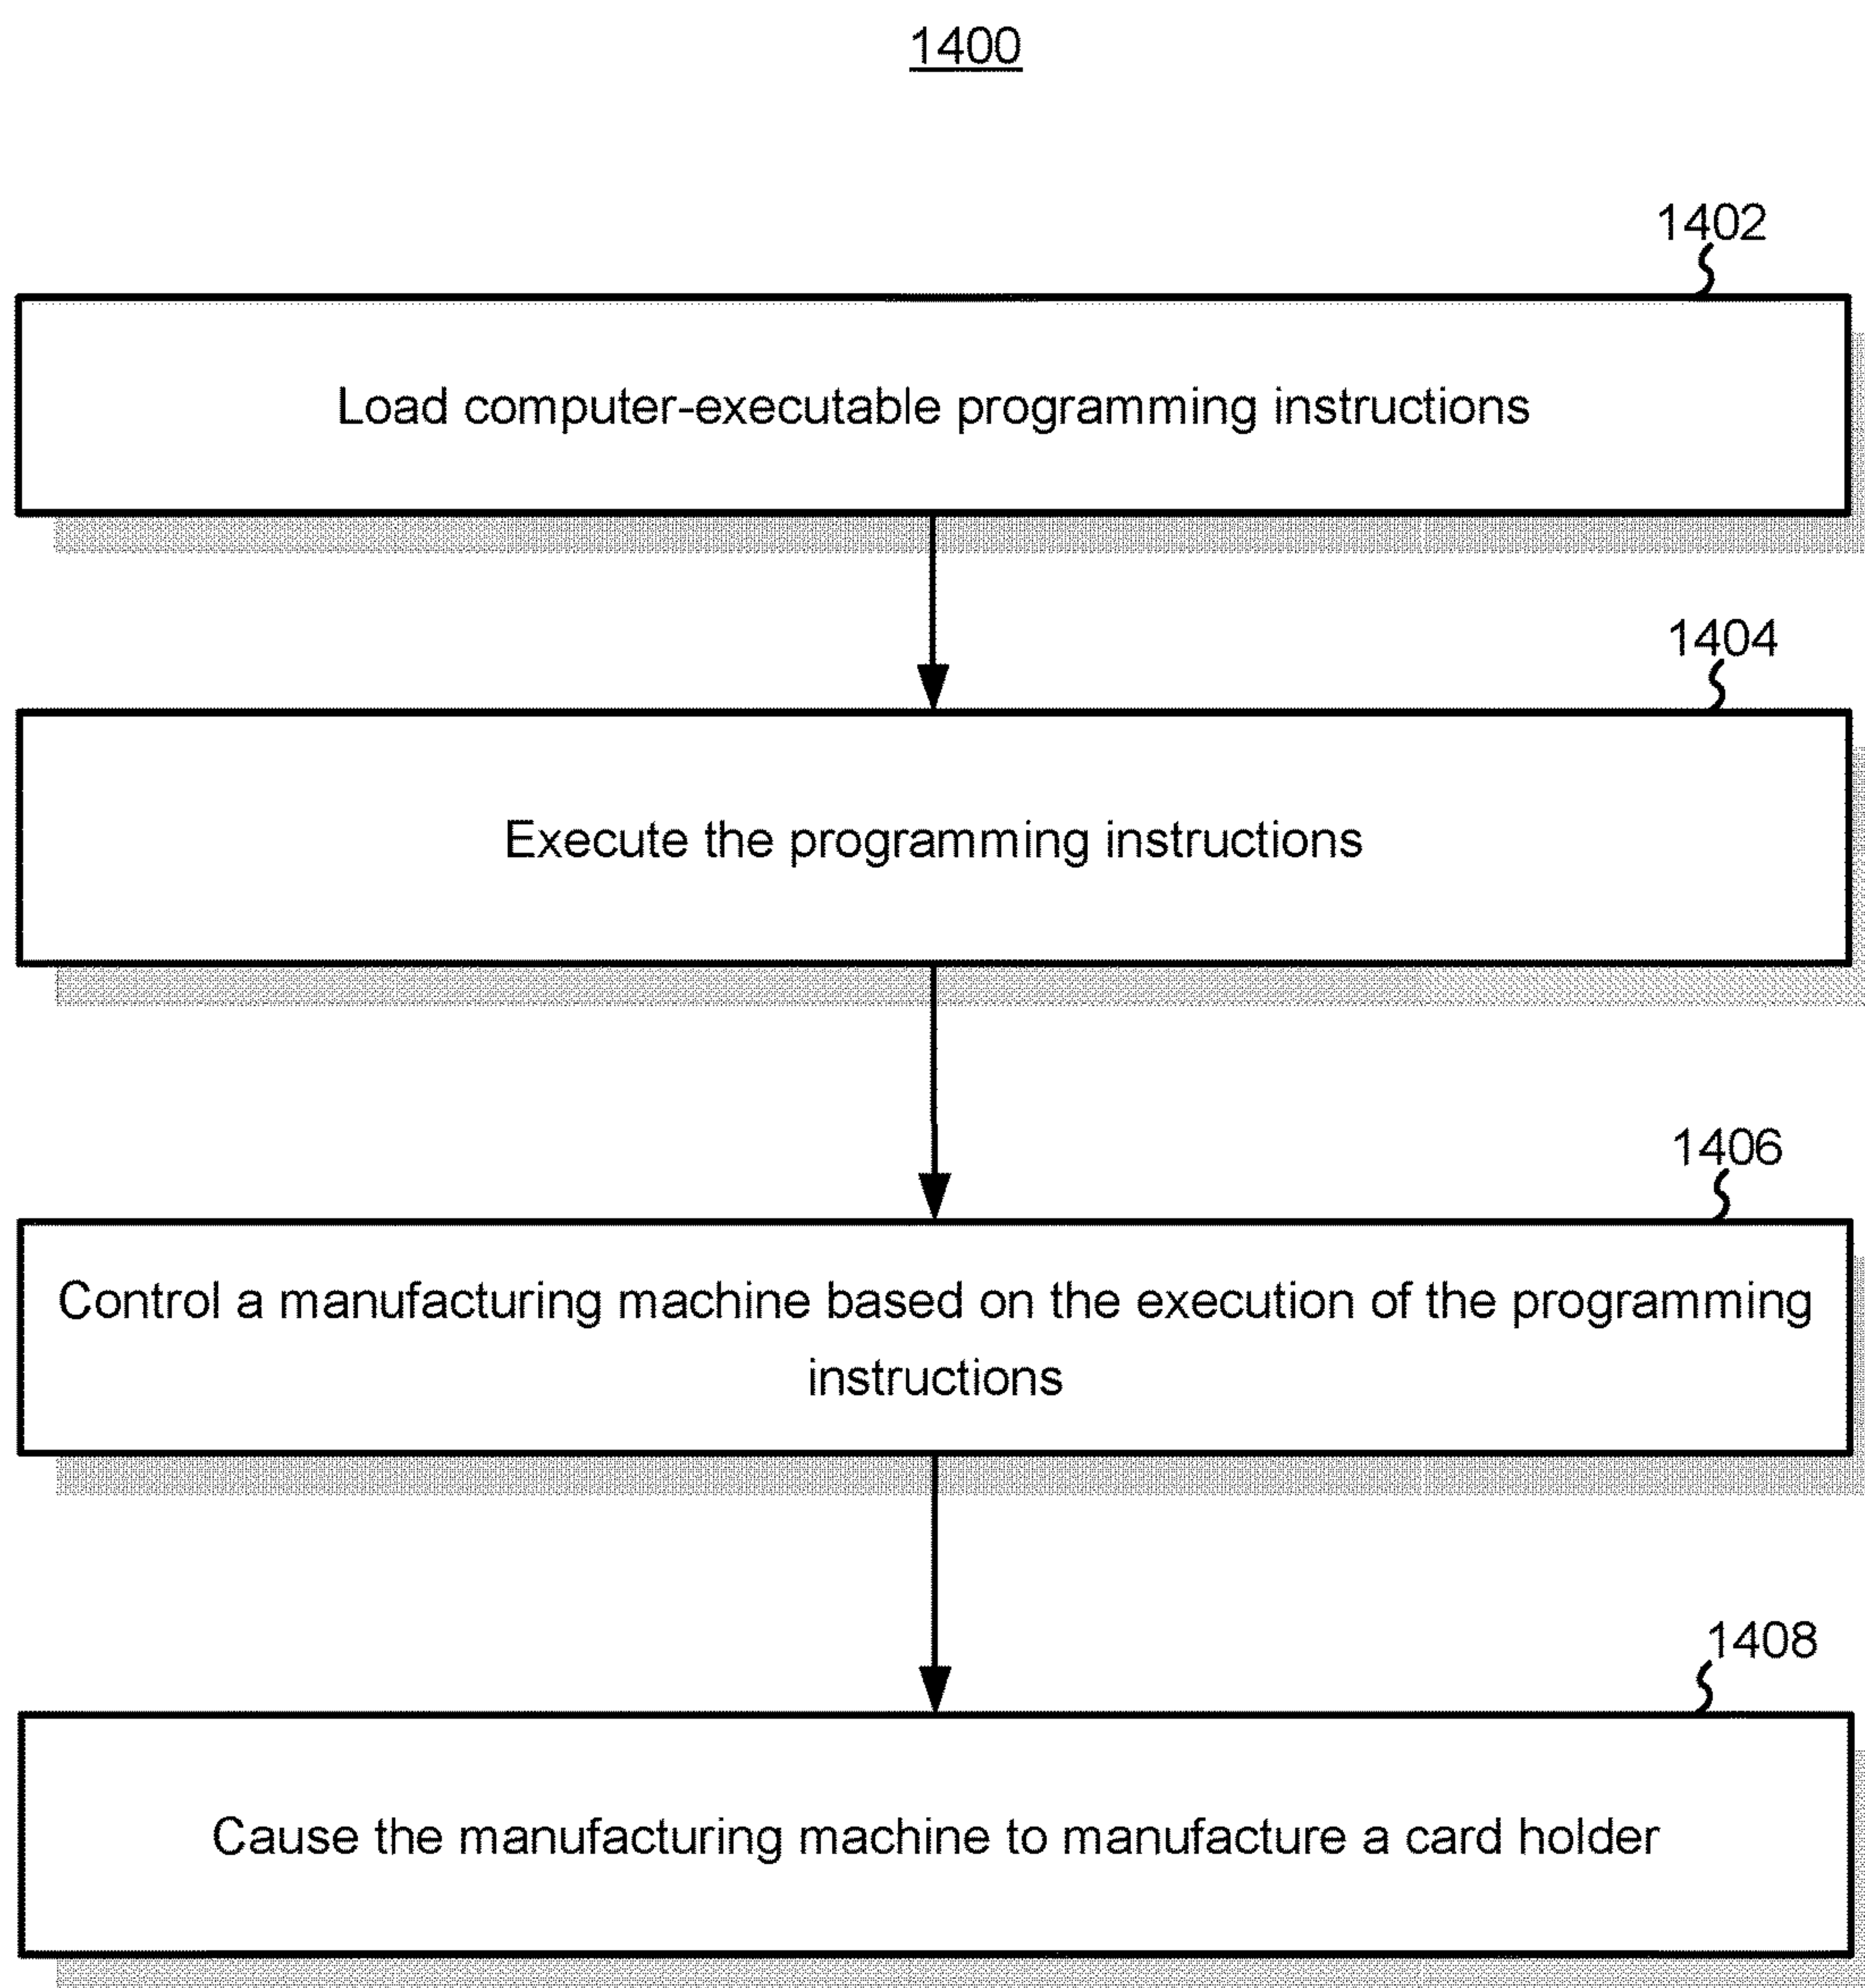 1400
1402
Load computer-executable programming instructions
1404
Execute the programming instructions
1406
Control a manufacturing machine based on the execution of the programming
instructions
1408
Cause the manufacturing machine to manufacture a card holder